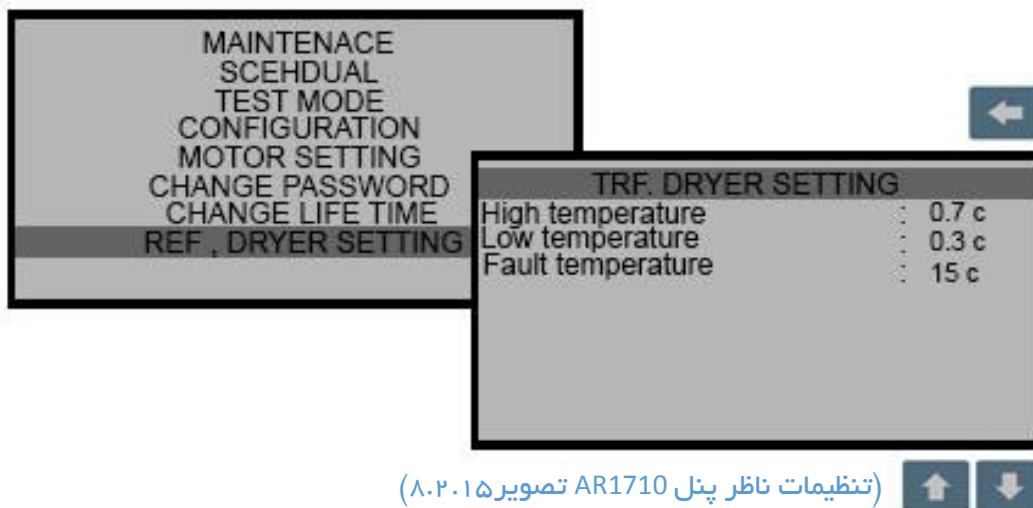 MAINTENACE
SCEHDUAL
TEST MODE
CONFIGURATION
MOTOR SETTING
CHANGE PASSWORD
CHANGE LIFE TIME
REF , DRYER SETTING
TRF. DRYER SETTING
High temperature : 0.7 c
Low temperature : 0.3 c
Fault temperature : 15 c
(تنظیمات ناظر پنل AR1710 تصویر۸.۲.۱۵)